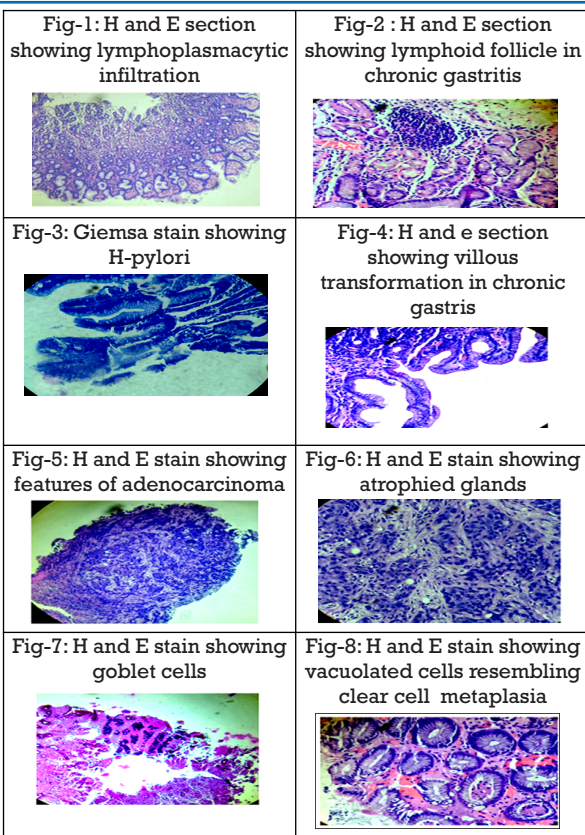 Fig-1: H and E section
showing lymphoplasmacytic
infiltration
Fig-2 : H and E section
showing lymphoid follicle in
chronic gastritis
Fig-3: Giemsa stain showing
H-pylori
Fig-4: H and e section
showing villous
transformation in chronic
gastris
Fig-5: H and E stain showing
features of adenocarcinoma
Fig-6: H and E stain showing
atrophied glands
Fig-7: H and E stain showing
goblet cells
Fig-8: H and E stain showing
vacuolated cells resembling
clear cell metaplasia